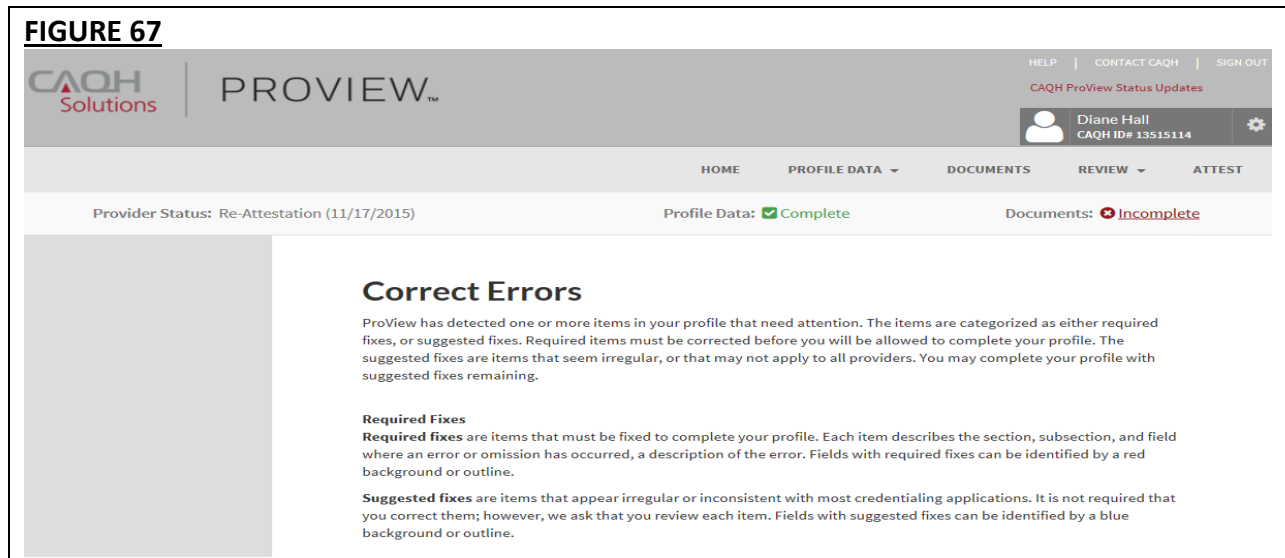 FIGURE 67
CAQH
Solutions
PROVIEW™
HELP | CONTACT CAQH | SIGN OUT
CAQH ProView Status Updates
Diane Hall
CAQH ID# 13515114
HOME PROFILE DATA DOCUMENTS REVIEW ATTEST
Provider Status: Re-Attestation (11/17/2015) Profile Data: Complete Documents: Incomplete
Correct Errors
ProView has detected one or more items in your profile that need attention. The items are categorized as either required
fixes, or suggested fixes. Required items must be corrected before you will be allowed to complete your profile. The
suggested fixes are items that seem irregular, or that may not apply to all providers. You may complete your profile with
suggested fixes remaining.
Required Fixes
Required fixes are items that must be fixed to complete your profile. Each item describes the section, subsection, and field
where an error or omission has occurred, a description of the error. Fields with required fixes can be identified by a red
background or outline.
Suggested fixes are items that appear irregular or inconsistent with most credentialing applications. It is not required that
you correct them; however, we ask that you review each item. Fields with suggested fixes can be identified by a blue
background or outline.